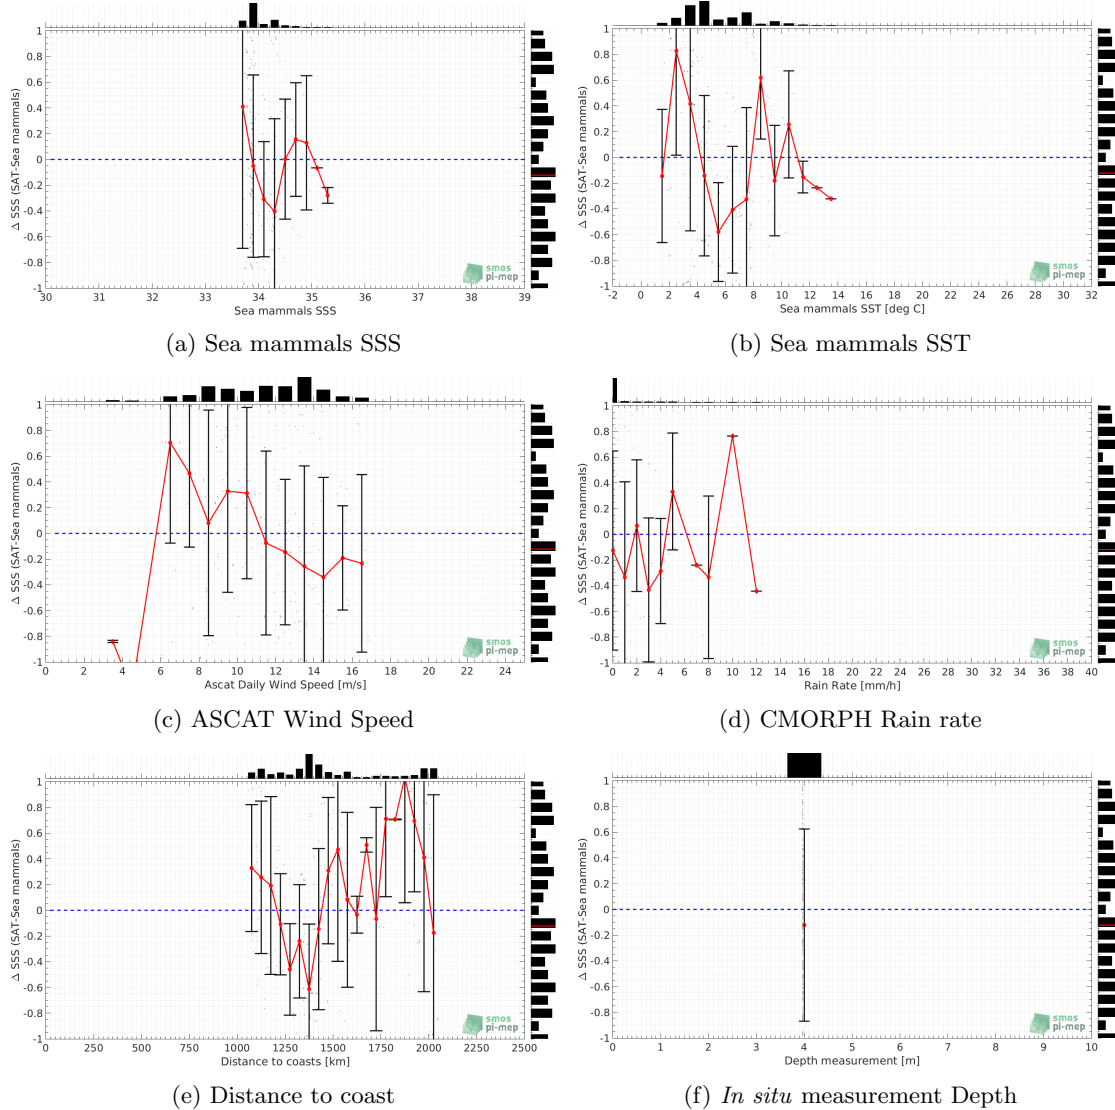 1
0.8
0.6
0.4
0.2
0
-0.2
-0.4
-0.6
-0.8
-1
Δ SSS (SAT-Sea mammals)
30 31 32 33 34 35 36 37 38 39
Sea mammals SSS
smos
pi-mep
(a) Sea mammals SSS
1
0.8
0.6
0.4
0.2
0
-0.2
-0.4
-0.6
-0.8
-1
Δ SSS (SAT-Sea mammals)
-2 0 2 4 6 8 10 12 14 16 18 20 22 24 26 28 30 32
Sea mammals SST [deg C]
smos
pi-mep
(b) Sea mammals SST
1
0.8
0.6
0.4
0.2
0
-0.2
-0.4
-0.6
-0.8
-1
Δ SSS (SAT-Sea mammals)
0 2 4 6 8 10 12 14 16 18 20 22 24
Ascat Daily Wind Speed [m/s]
smos
pi-mep
(c) ASCAT Wind Speed
1
0.8
0.6
0.4
0.2
0
-0.2
-0.4
-0.6
-0.8
-1
Δ SSS (SAT-Sea mammals)
0 2 4 6 8 10 12 14 16 18 20 22 24 26 28 30 32 34 36 38 40
Rain Rate [mm/h]
smos
pi-mep
(d) CMORPH Rain rate
1
0.8
0.6
0.4
0.2
0
-0.2
-0.4
-0.6
-0.8
-1
Δ SSS (SAT-Sea mammals)
0 250 500 750 1000 1250 1500 1750 2000 2250 2500
Distance to coasts [km]
smos
pi-mep
(e) Distance to coast
1
0.8
0.6
0.4
0.2
0
-0.2
-0.4
-0.6
-0.8
-1
Δ SSS (SAT-Sea mammals)
0 1 2 3 4 5 6 7 8 9 10
Depth measurement [m]
smos
pi-mep
(f) In situ measurement Depth